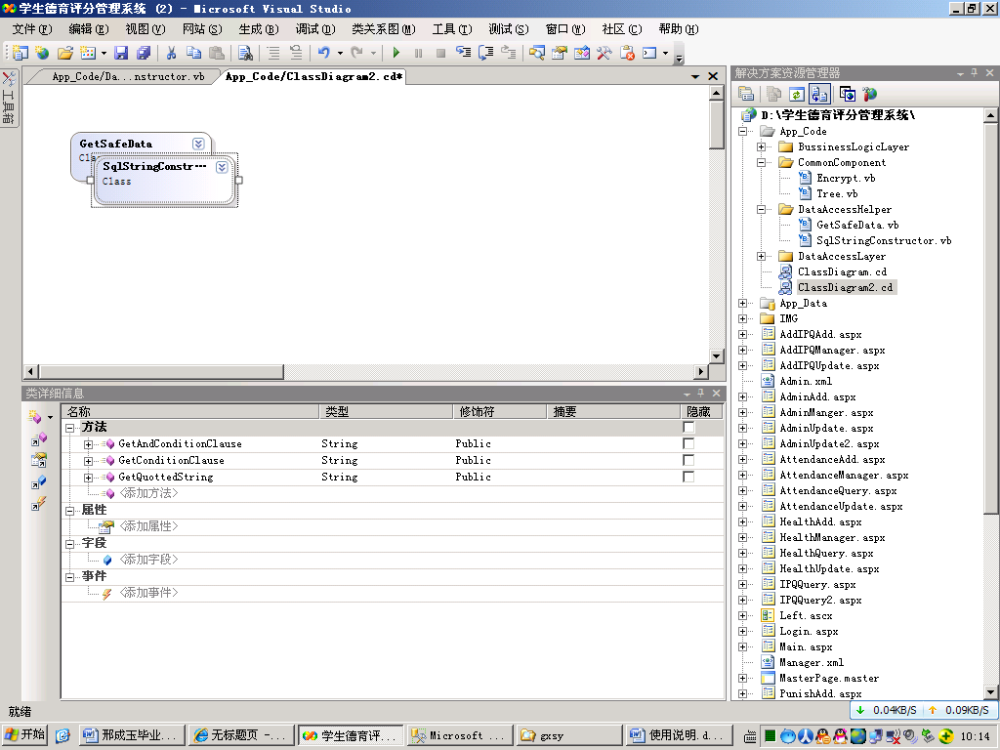 学生德育评分管理系统 (2) - Microsoft Visual Studio
文件(F) 编辑(E) 视图(V) 网站(S) 生成(B) 调试(D) 类关系图(M) 工具(T) 测试(S) 窗口(W) 社区(C) 帮助(H)
工具箱
App_Code/Da...nstructor.vb App_Code/ClassDiagram2.cd*
GetSafeData
Class
SqlStringConstr...
Class
类详细信息
名称 类型 修饰符 摘要 隐藏
方法
GetAndConditionClause String Public
GetConditionClause String Public
GetQuottedString String Public
<添加方法>
属性
<添加属性>
字段
<添加字段>
事件
<添加事件>
解决方案资源管理器
D:\学生德育评分管理系统\
App_Code
BussinessLogicLayer
CommonComponent
Encrypt.vb
Tree.vb
DataAccessHelper
GetSafeData.vb
SqlStringConstructor.vb
DataAccessLayer
ClassDiagram.cd
ClassDiagram2.cd
App_Data
IMG
AddIPQAdd.aspx
AddIPQManager.aspx
AddIPQUpdate.aspx
Admin.xml
AdminAdd.aspx
AdminManger.aspx
AdminUpdate.aspx
AdminUpdate2.aspx
AttendanceAdd.aspx
AttendanceManager.aspx
AttendanceQuery.aspx
AttendanceUpdate.aspx
HealthAdd.aspx
HealthManager.aspx
HealthQuery.aspx
HealthUpdate.aspx
IPQQuery.aspx
IPQQuery2.aspx
Left.ascx
Login.aspx
Main.aspx
Manager.xml
MasterPage.master
PunishAdd.aspx
就绪
0.04KB/S 0.09KB/S
开始 邢成玉毕业... 无标题页 -... 学生德育评... Microsoft ... gxsy 使用说明.d... 10:14